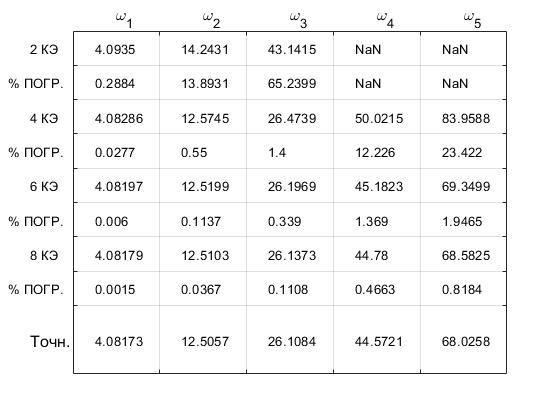 ω1 ω2 ω3 ω4 ω5
2 КЭ 4.0935 14.2431 43.1415 NaN NaN
% ПОГР. 0.2884 13.8931 65.2399 NaN NaN
4 КЭ 4.08286 12.5745 26.4739 50.0215 83.9588
% ПОГР. 0.0277 0.55 1.4 12.226 23.422
6 КЭ 4.08197 12.5199 26.1969 45.1823 69.3499
% ПОГР. 0.006 0.1137 0.339 1.369 1.9465
8 КЭ 4.08179 12.5103 26.1373 44.78 68.5825
% ПОГР. 0.0015 0.0367 0.1108 0.4663 0.8184
Точн. 4.08173 12.5057 26.1084 44.5721 68.0258